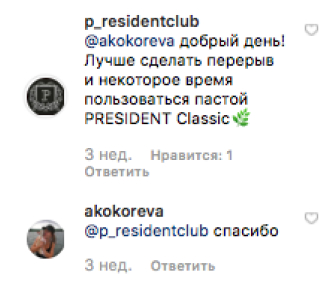 p_residentclub
@akokoreva добрый день!
Лучше сделать перерыв
и некоторое время
пользоваться пастой
PRESIDENT Classic🌿
P
3 нед. Нравится: 1
Ответить
akokoreva
@p_residentclub спасибо
3 нед. Ответить